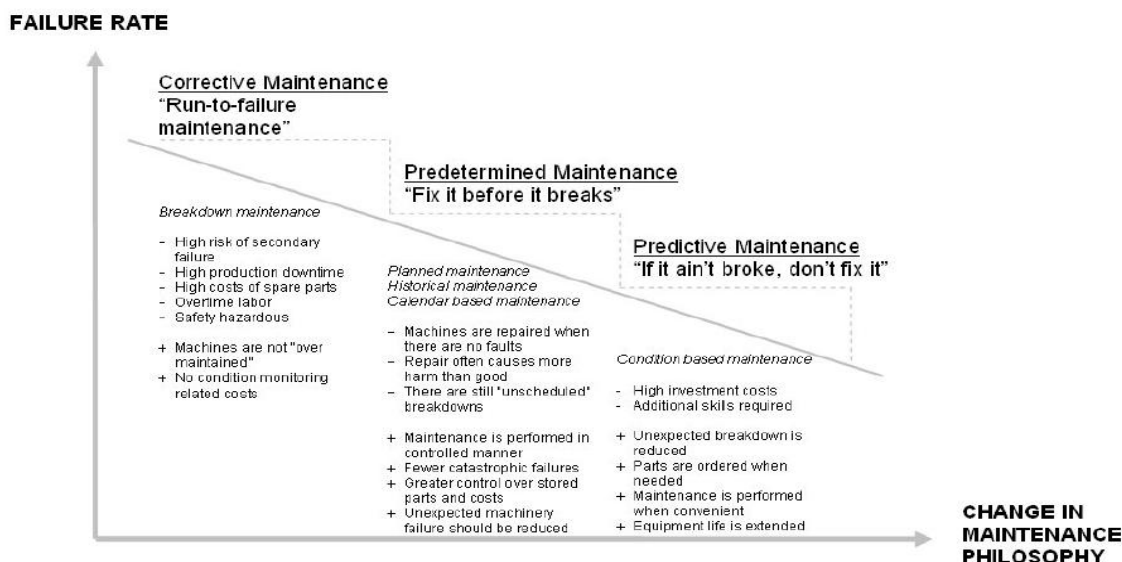 FAILURE RATE
Corrective Maintenance
“Run-to-failure
maintenance”
Predetermined Maintenance
“Fix it before it breaks”
Predictive Maintenance
“If it ain’t broke, don’t fix it”
Breakdown maintenance
- High risk of secondary
failure
- High production downtime
- High costs of spare parts
- Overtime labor
- Safety hazardous
+ Machines are not "over
maintained"
+ No condition monitoring
related costs
Planned maintenance
Historical maintenance
Calendar based maintenance
– Machines are repaired when
there are no faults
– Repair often causes more
harm than good
– There are still "unscheduled"
breakdowns
+ Maintenance is performed in
controlled manner
+ Fewer catastrophic failures
+ Greater control over stored
parts and costs
+ Unexpected machinery
failure should be reduced
Condition based maintenance
- High investment costs
- Additional skills required
+ Unexpected breakdown is
reduced
+ Parts are ordered when
needed
+ Maintenance is performed
when convenient
+ Equipment life is extended
CHANGE IN
MAINTENANCE
PHILOSOPHY